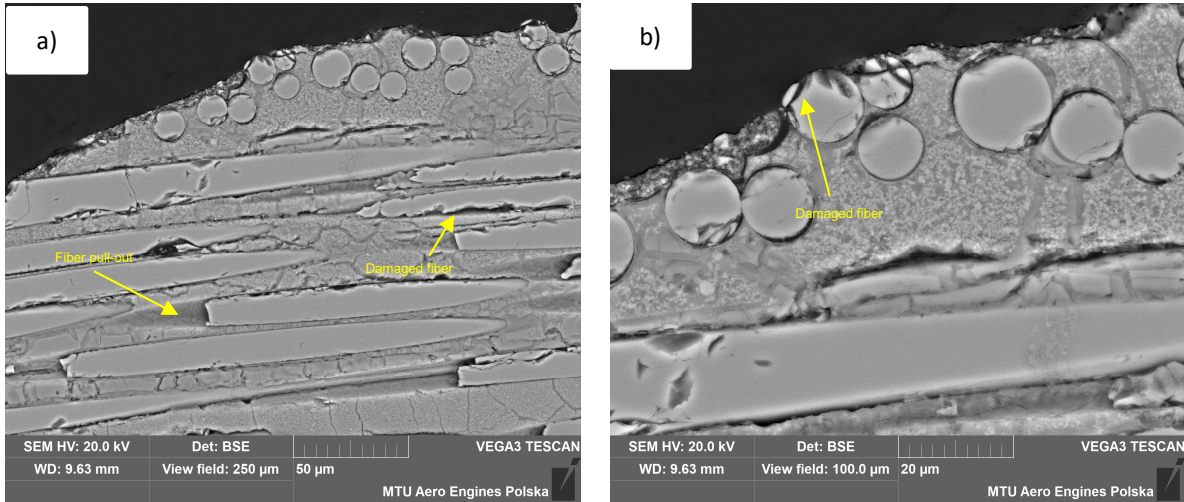 a)
Fiber pull-out
Damaged fiber
SEM HV: 20.0 kV
Det: BSE
VEGA3 TESCAN
WD: 9.63 mm
View field: 250 µm
50 µm
MTU Aero Engines Polska
b)
Damaged fiber
SEM HV: 20.0 kV
Det: BSE
VEGA3 TESCAN
WD: 9.63 mm
View field: 100.0 µm
20 µm
MTU Aero Engines Polska